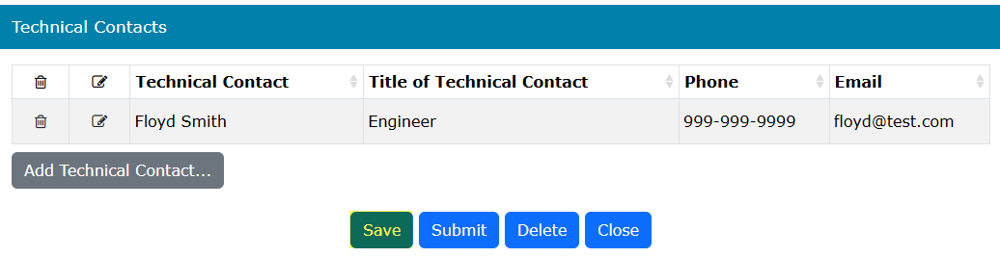 Technical Contacts
Technical Contact Title of Technical Contact Phone Email
Floyd Smith Engineer 999-999-9999 floyd@test.com
Add Technical Contact...
Save Submit Delete Close